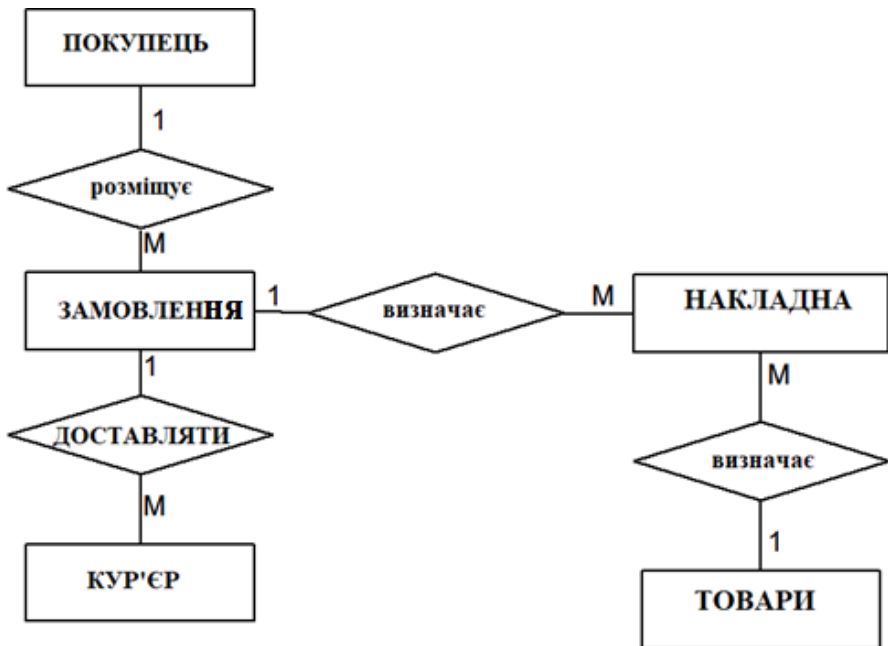 ПОКУПЕЦЬ
1
розміщує
М
ЗАМОВЛЕННЯ
1
визначає
М
НАКЛАДНА
1
ДОСТАВЛЯТИ
М
КУР'ЄР
М
визначає
1
ТОВАРИ